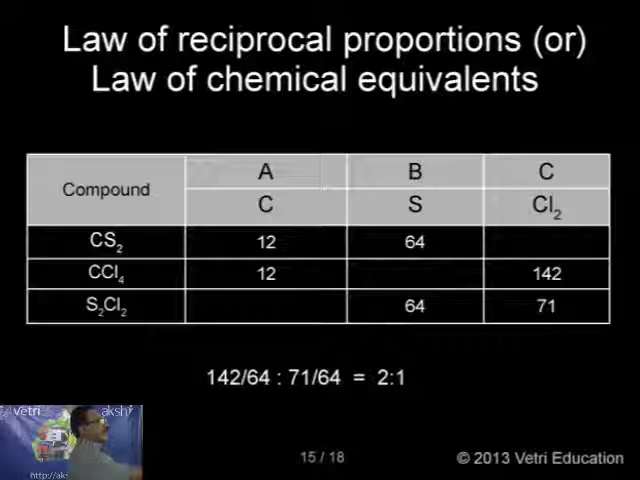 Law of reciprocal proportions (or)
Law of chemical equivalents
Compound A B C
C S Cl₂
CS₂ 12 64
CCl₄ 12 142
S₂Cl₂ 64 71
142/64 : 71/64 = 2:1
vetri aksh
http://aks
15 / 18
© 2013 Vetri Education